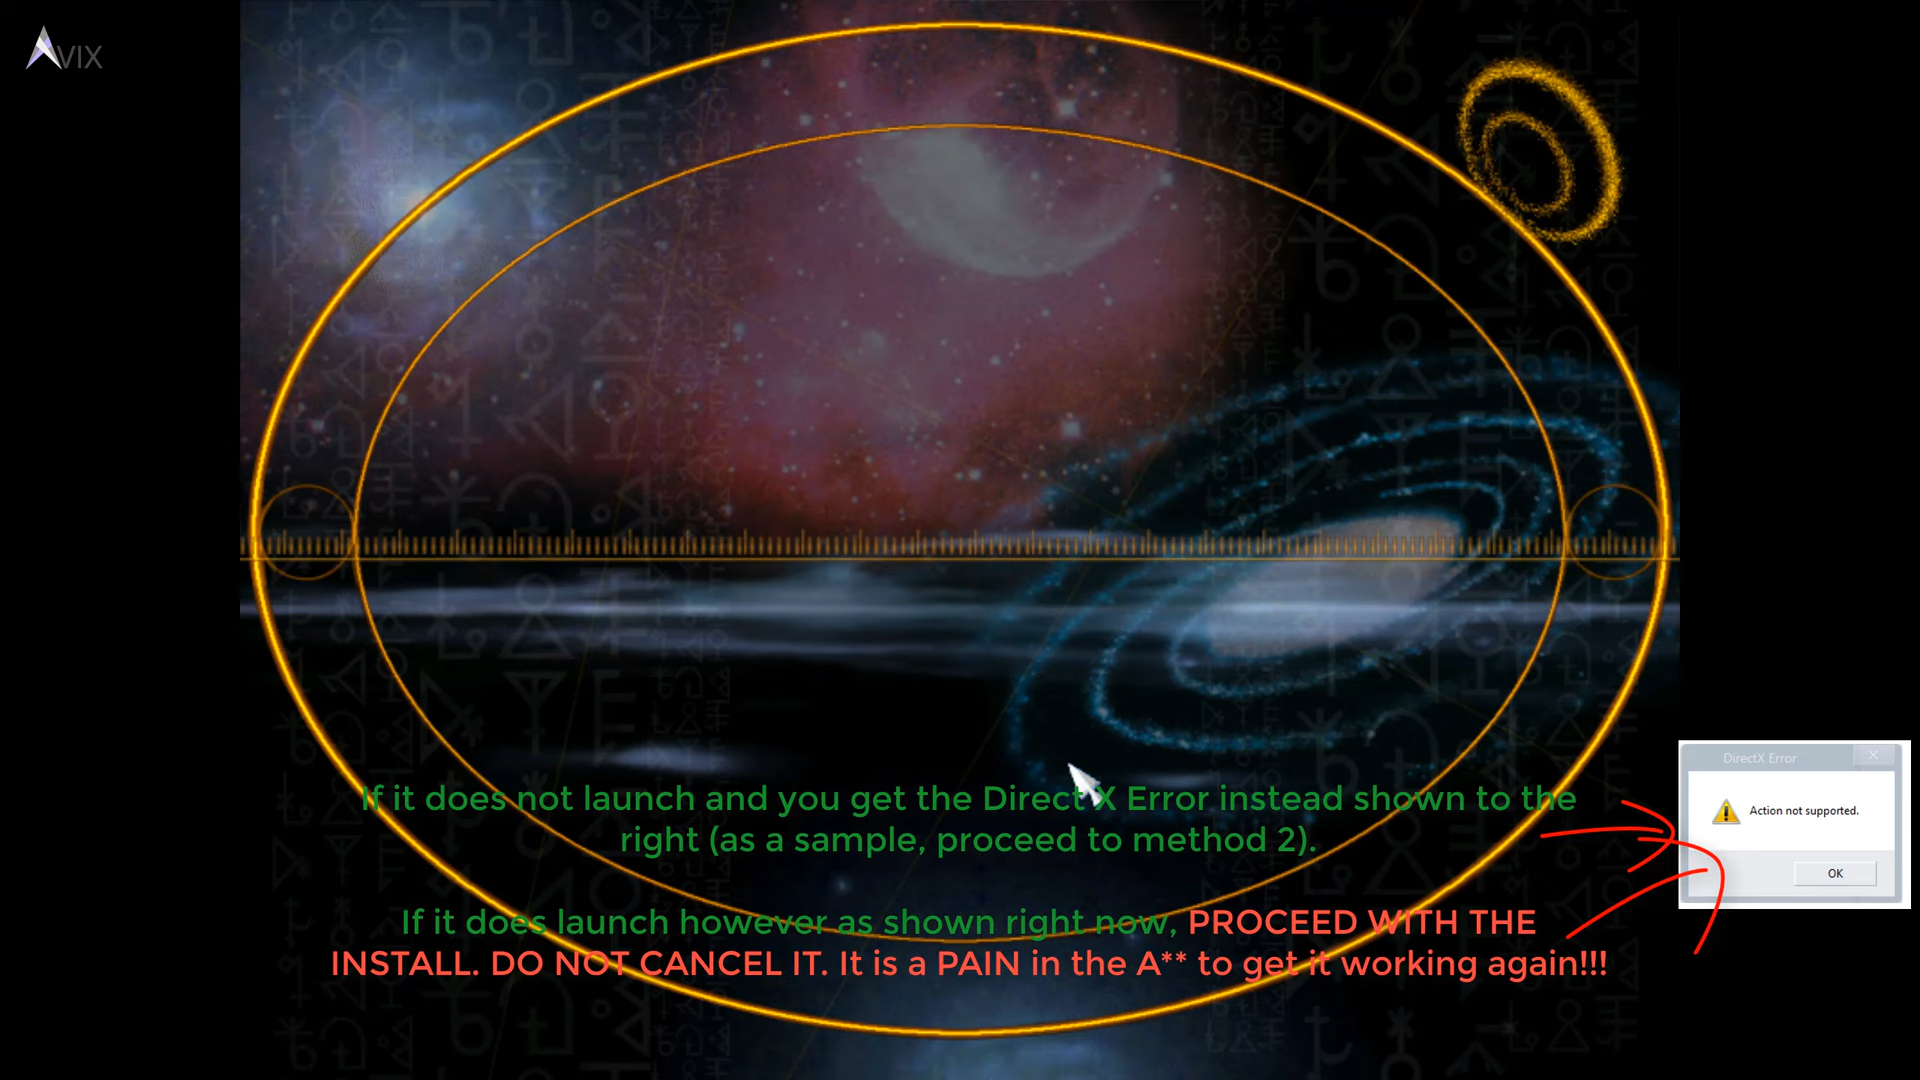 AVIX
If it does not launch and you get the Direct X Error instead shown to the
right (as a sample, proceed to method 2).
If it does launch however as shown right now, PROCEED WITH THE
INSTALL. DO NOT CANCEL IT. It is a PAIN in the A** to get it working again!!!
DirectX Error
Action not supported.
OK